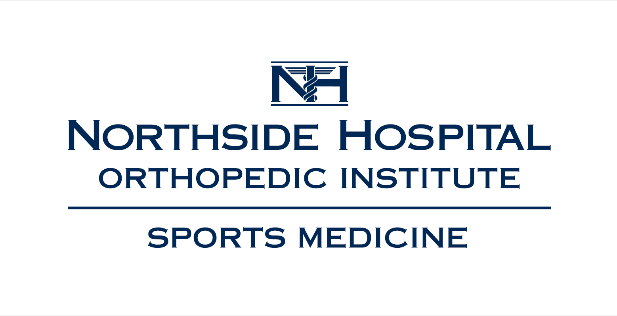 NH
NORTHSIDE HOSPITAL
ORTHOPEDIC INSTITUTE
SPORTS MEDICINE